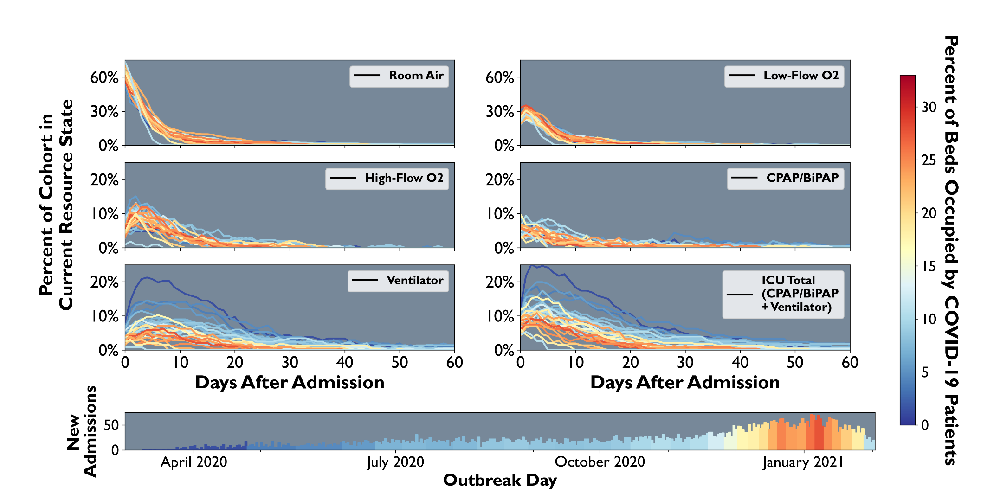 Percent of Cohort in
Current Resource State
60%
30%
0%
Room Air
60%
30%
0%
Low-Flow O2
20%
10%
0%
High-Flow O2
20%
10%
0%
CPAP/BiPAP
20%
10%
0%
Ventilator
0 10 20 30 40 50 60
Days After Admission
20%
10%
0%
ICU Total
(CPAP/BiPAP
+ Ventilator)
0 10 20 30 40 50 60
Days After Admission
New
Admissions
50
0
April 2020 July 2020 October 2020 January 2021
Outbreak Day
30
25
20
15
10
5
0
Percent of Beds Occupied by COVID-19 Patients